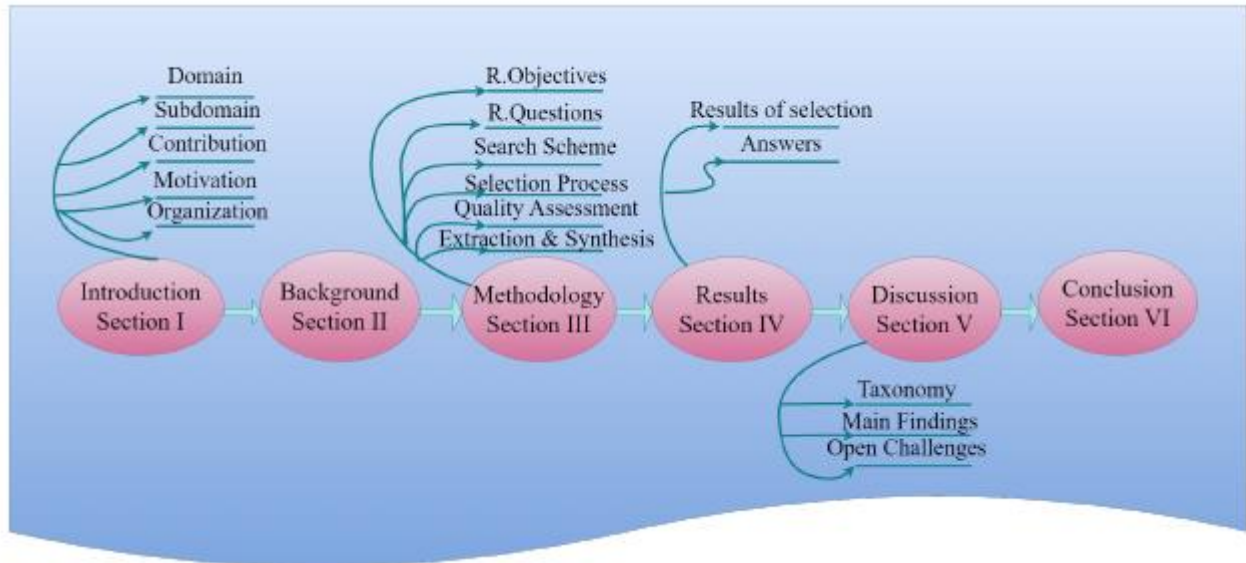 Domain
Subdomain
Contribution
Motivation
Organization
R.Objectives
R.Questions
Search Scheme
Selection Process
Quality Assessment
Extraction & Synthesis
Results of selection
Answers
Introduction
Section I
Background
Section II
Methodology
Section III
Results
Section IV
Discussion
Section V
Conclusion
Section VI
Taxonomy
Main Findings
Open Challenges